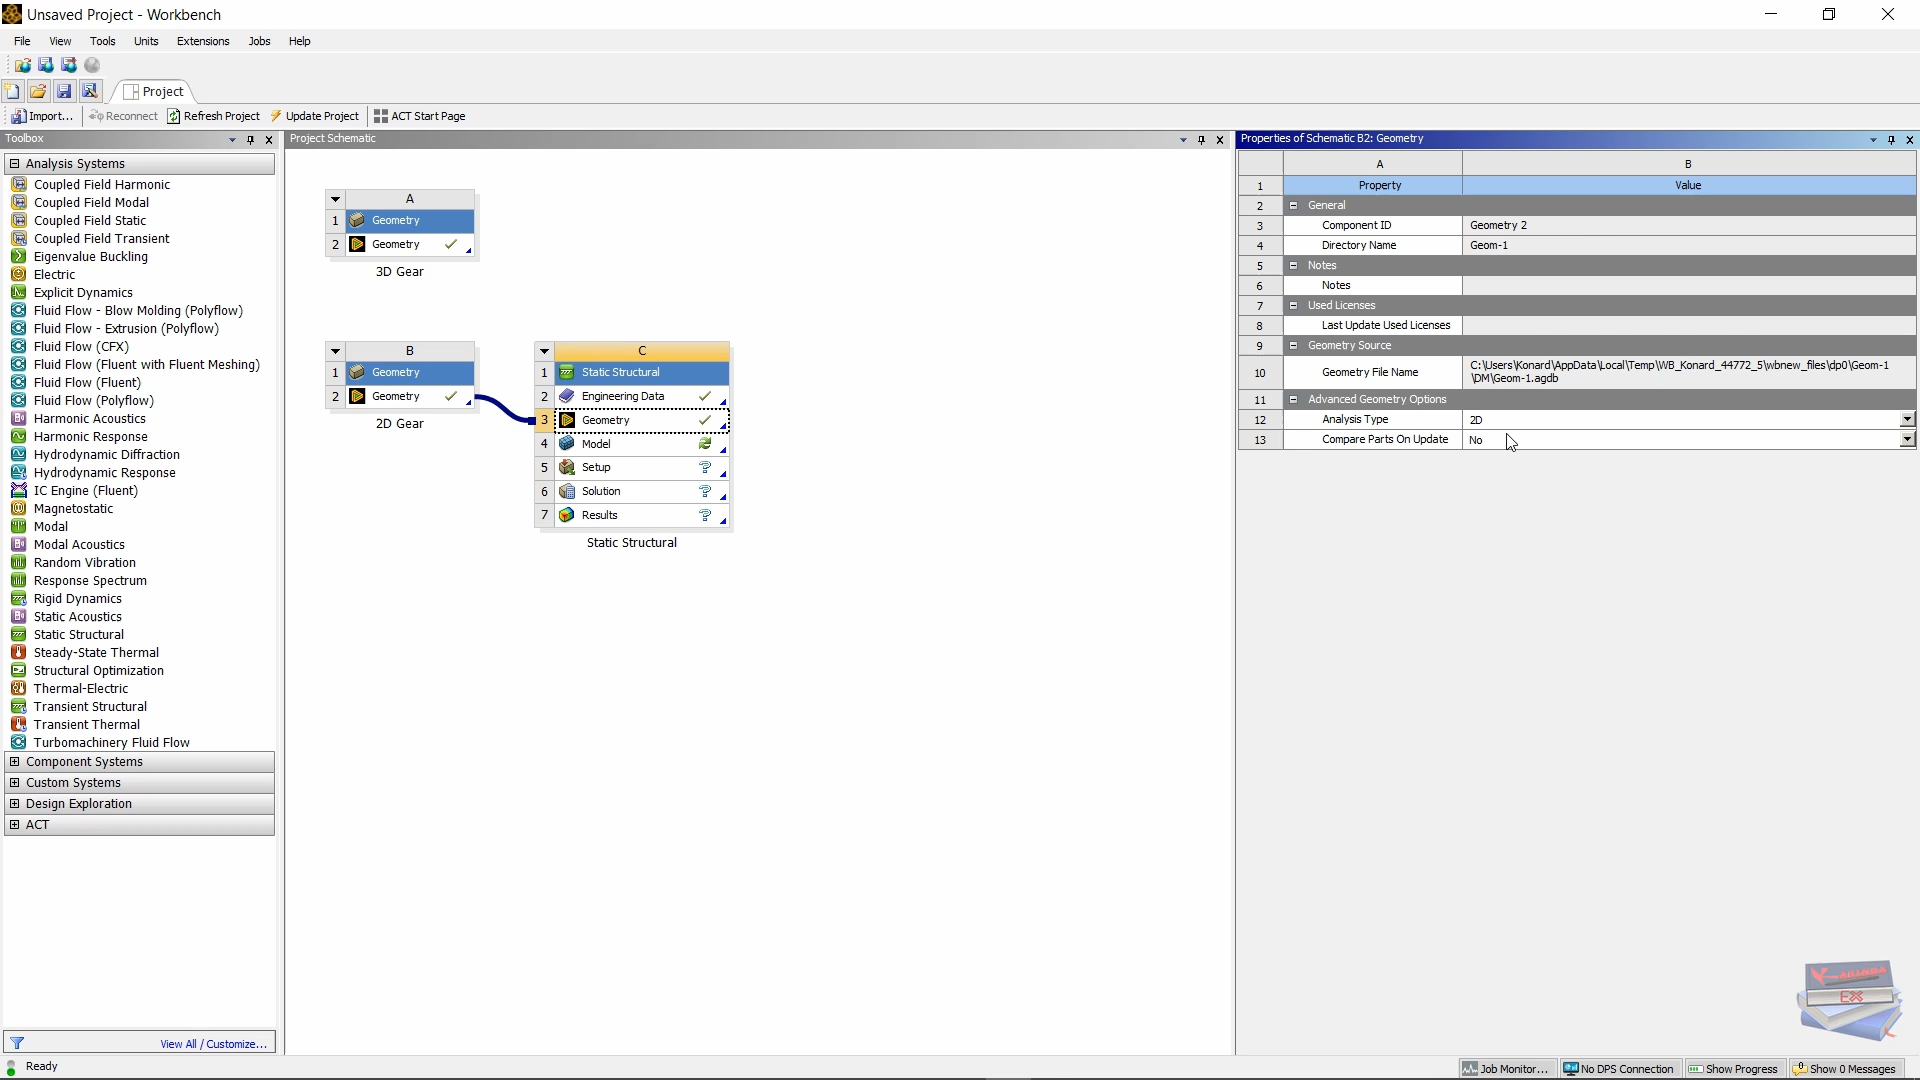 Unsaved Project - Workbench
File View Tools Units Extensions Jobs Help
Project
Import... Reconnect Refresh Project Update Project ACT Start Page
Toolbox
Analysis Systems
Coupled Field Harmonic
Coupled Field Modal
Coupled Field Static
Coupled Field Transient
Eigenvalue Buckling
Electric
Explicit Dynamics
Fluid Flow - Blow Molding (Polyflow)
Fluid Flow - Extrusion (Polyflow)
Fluid Flow (CFX)
Fluid Flow (Fluent with Fluent Meshing)
Fluid Flow (Fluent)
Fluid Flow (Polyflow)
Harmonic Acoustics
Harmonic Response
Hydrodynamic Diffraction
Hydrodynamic Response
IC Engine (Fluent)
Magnetostatic
Modal
Modal Acoustics
Random Vibration
Response Spectrum
Rigid Dynamics
Static Acoustics
Static Structural
Steady-State Thermal
Structural Optimization
Thermal-Electric
Transient Structural
Transient Thermal
Turbomachinery Fluid Flow
Component Systems
Custom Systems
Design Exploration
ACT
View All / Customize...
Project Schematic
A
1 Geometry
2 Geometry
3D Gear
B
1 Geometry
2 Geometry
2D Gear
C
1 Static Structural
2 Engineering Data
3 Geometry
4 Model
5 Setup
6 Solution
7 Results
Static Structural
Properties of Schematic B2: Geometry
A B
1 Property Value
2 General
3 Component ID Geometry 2
4 Directory Name Geom-1
5 Notes
6 Notes
7 Used Licenses
8 Last Update Used Licenses
9 Geometry Source
10 Geometry File Name C:\Users\Konard\AppData\Local\Temp\WB_Konard_44772_5\wbnew_files\dp0\Geom-1
\DM\Geom-1.agdb
11 Advanced Geometry Options
12 Analysis Type 2D
13 Compare Parts On Update No
EX
Ready
Job Monitor... No DPS Connection Show Progress Show 0 Messages